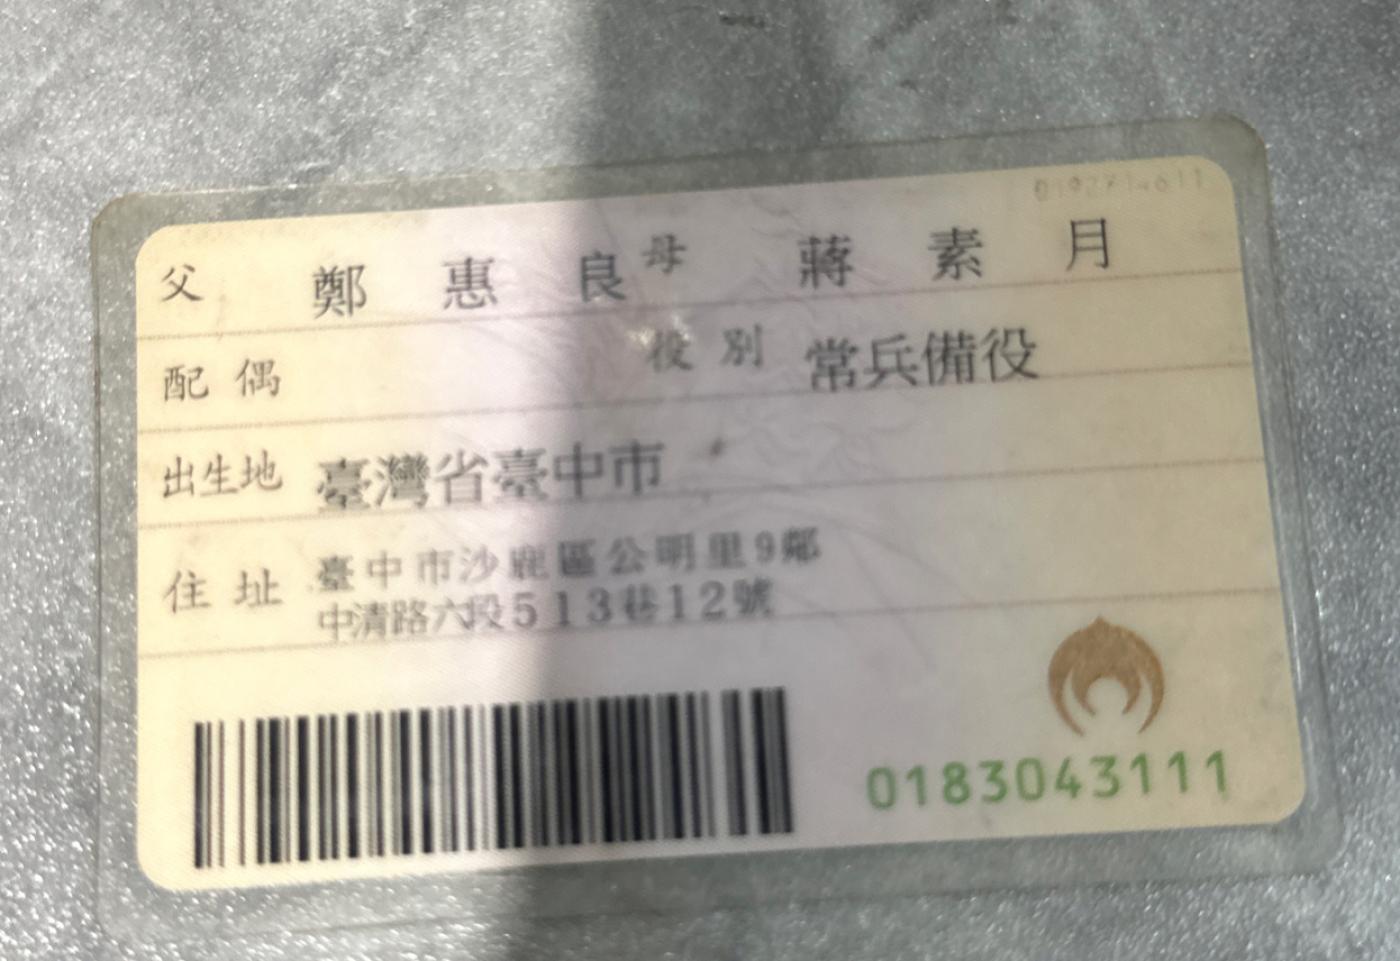 父 鄭惠良 母 蔣素月
配偶 役別 常兵備役
出生地 臺灣省臺中市
住址 臺中市沙鹿區公明里9鄰
中清路六段513巷12號
0183043111